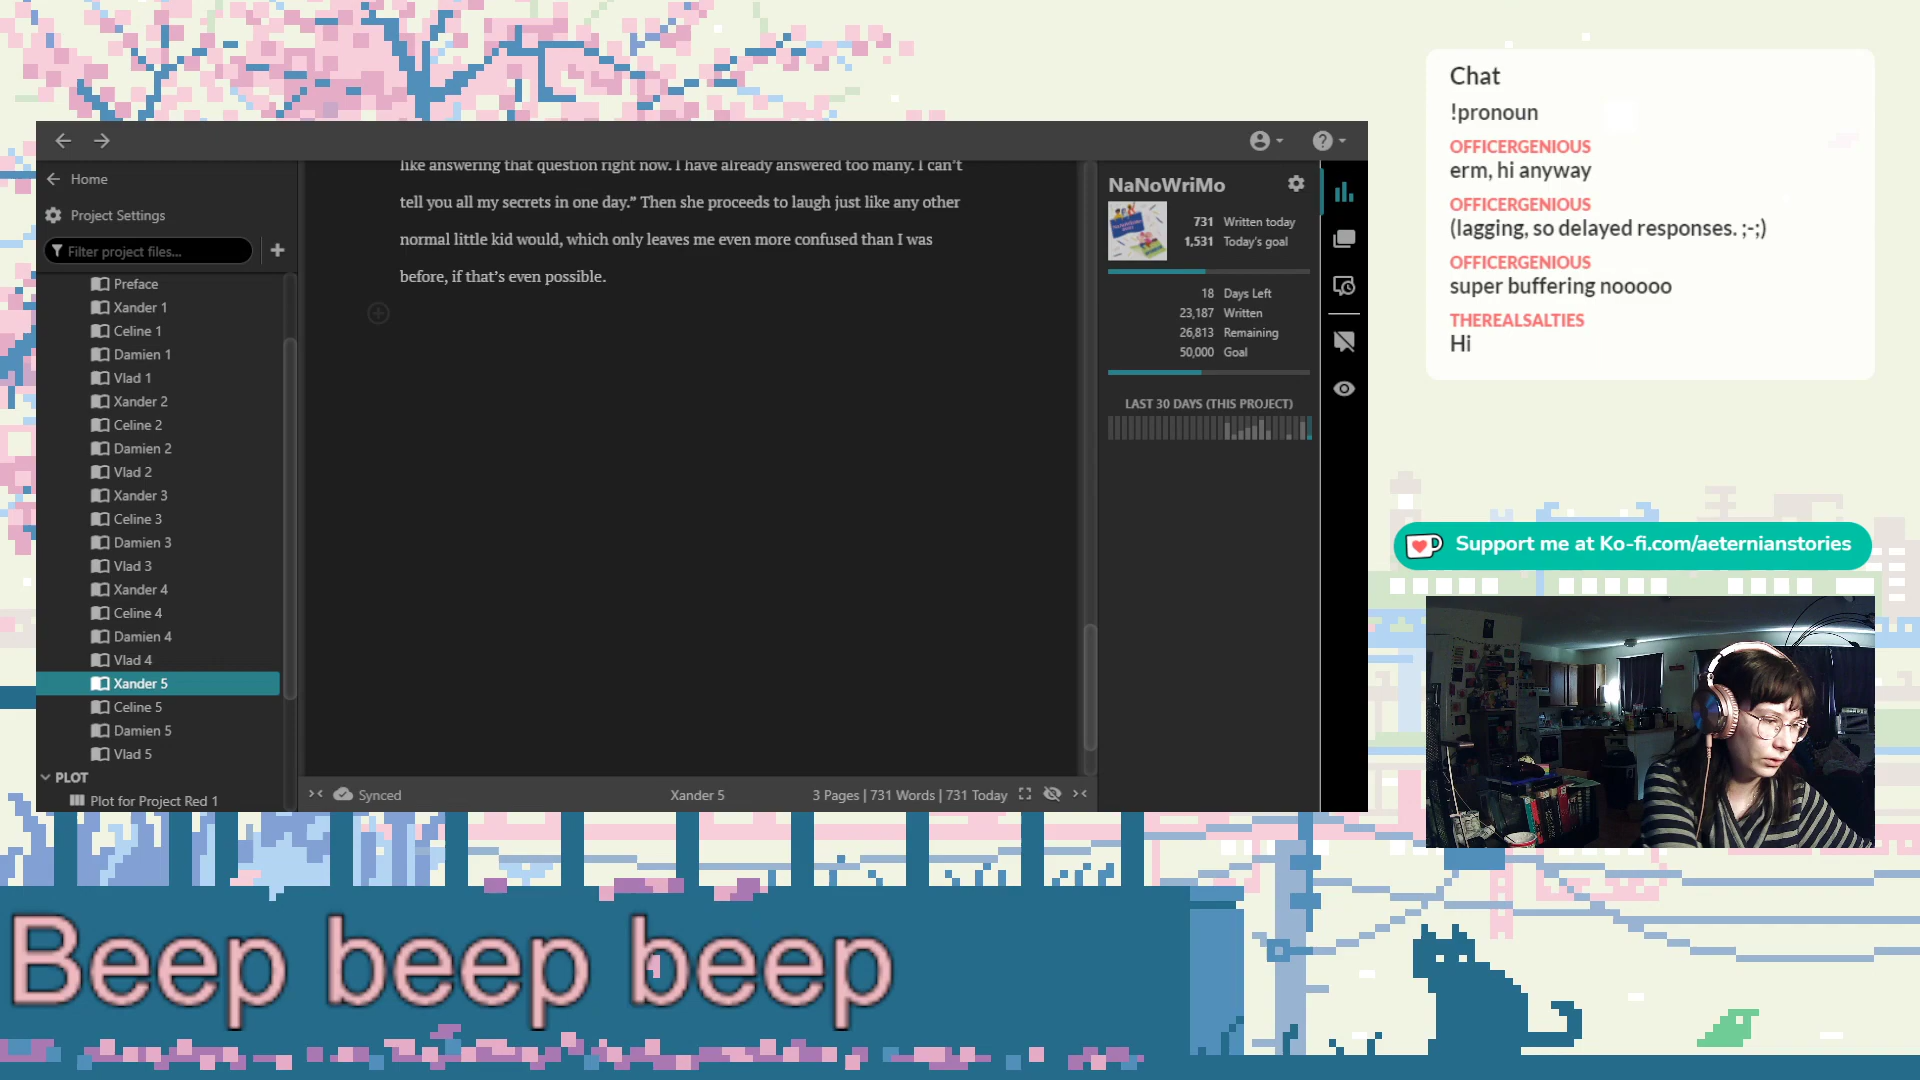 Home
Project Settings
Filter project files...
Preface
Xander 1
Celine 1
Damien 1
Vlad 1
Xander 2
Celine 2
Damien 2
Vlad 2
Xander 3
Celine 3
Damien 3
Vlad 3
Xander 4
Celine 4
Damien 4
Vlad 4
Xander 5
Celine 5
Damien 5
Vlad 5
PLOT
Plot for Project Red 1
like answering that question right now. I have already answered too many. I can’t
tell you all my secrets in one day.” Then she proceeds to laugh just like any other
normal little kid would, which only leaves me even more confused than I was
before, if that’s even possible.
Synced
Xander 5
3 Pages | 731 Words | 731 Today
NaNoWriMo
731 Written today
1,531 Today's goal
18 Days Left
23,187 Written
26,813 Remaining
50,000 Goal
LAST 30 DAYS (THIS PROJECT)
Chat
!pronoun
OFFICERGENIOUS
erm, hi anyway
OFFICERGENIOUS
(lagging, so delayed responses. ;-;)
OFFICERGENIOUS
super buffering nooooo
THEREALSALTIES
Hi
Support me at Ko-fi.com/aeternianstories
Beep beep beep